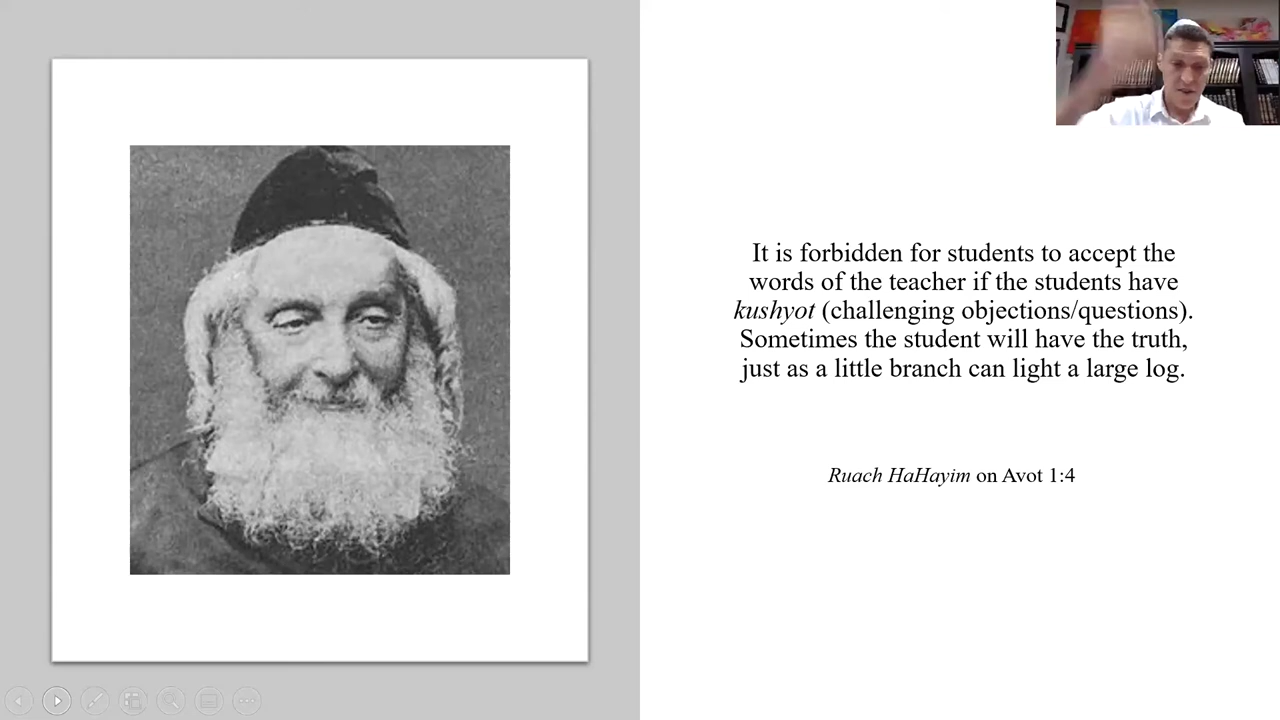 It is forbidden for students to accept the
words of the teacher if the students have
kushyot (challenging objections/questions).
Sometimes the student will have the truth,
just as a little branch can light a large log.
Ruach HaHayim on Avot 1:4